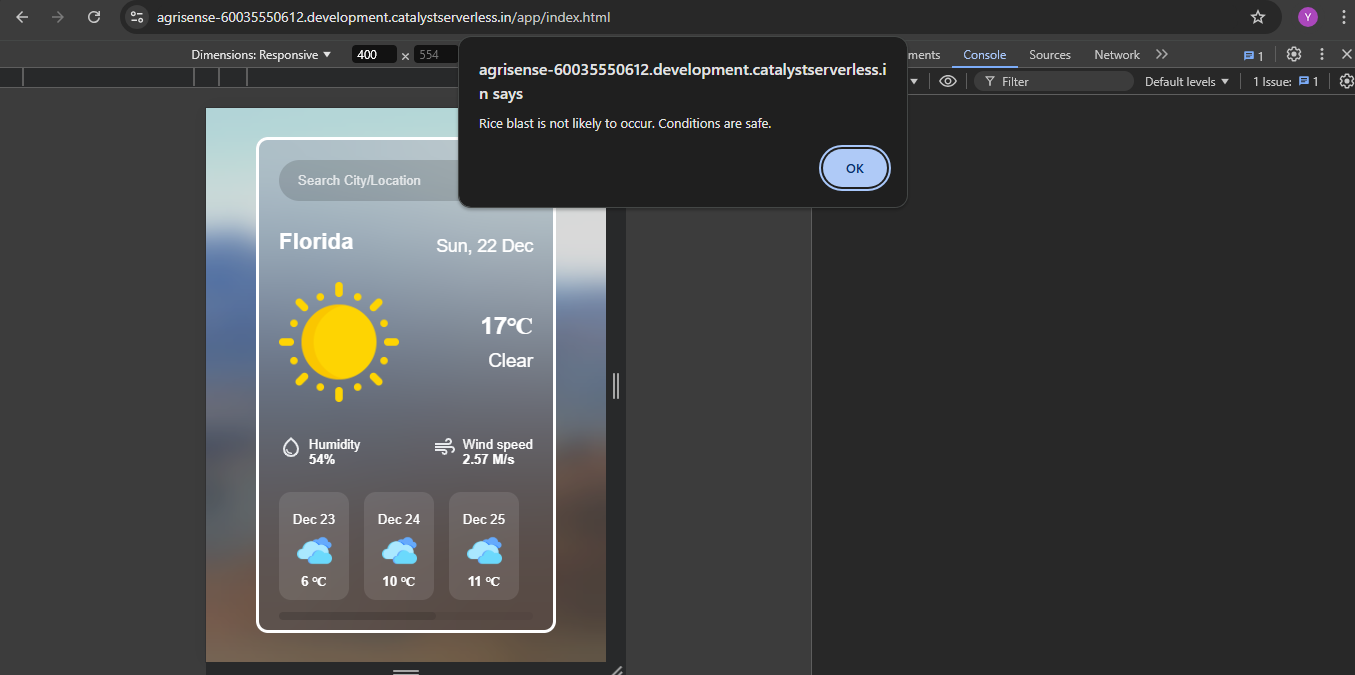 agrisense-60035550612.development.catalystserverless.in/app/index.html
Y
Dimensions: Responsive
400
×
554
Console
Sources
Network
1
Filter
Default levels
1 Issue:
1
agrisense-60035550612.development.catalystserverless.i
n says
Rice blast is not likely to occur. Conditions are safe.
OK
Search City/Location
Florida
Sun, 22 Dec
17°C
Clear
Humidity
54%
Wind speed
2.57 M/s
Dec 23
6 °C
Dec 24
10 °C
Dec 25
11 °C